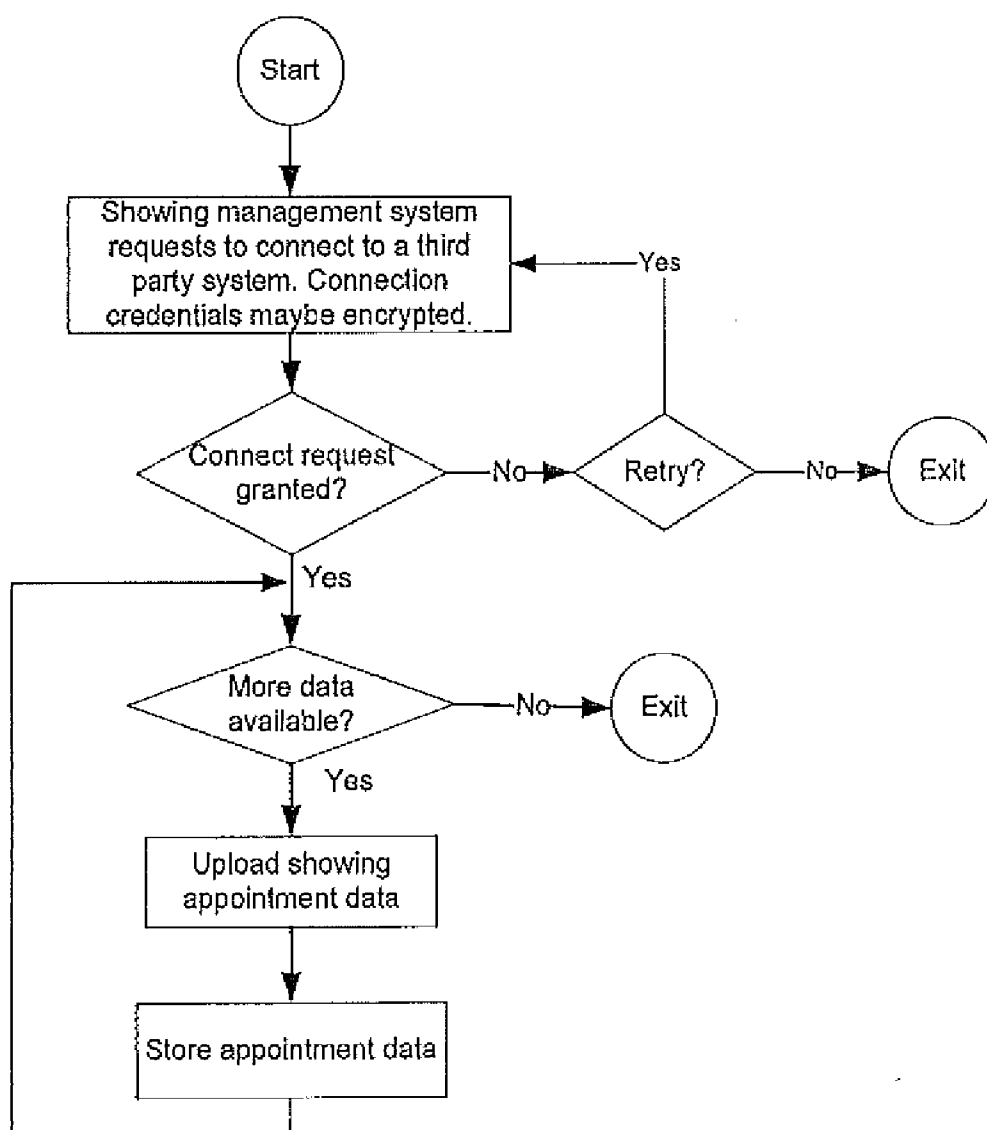 Start
Showing management system
requests to connect to a third
party system. Connection
credentials maybe encrypted.
Yes
Connect request
granted?
No
Retry?
No
Exit
Yes
More data
available?
No
Exit
Yes
Upload showing
appointment data
Store appointment data